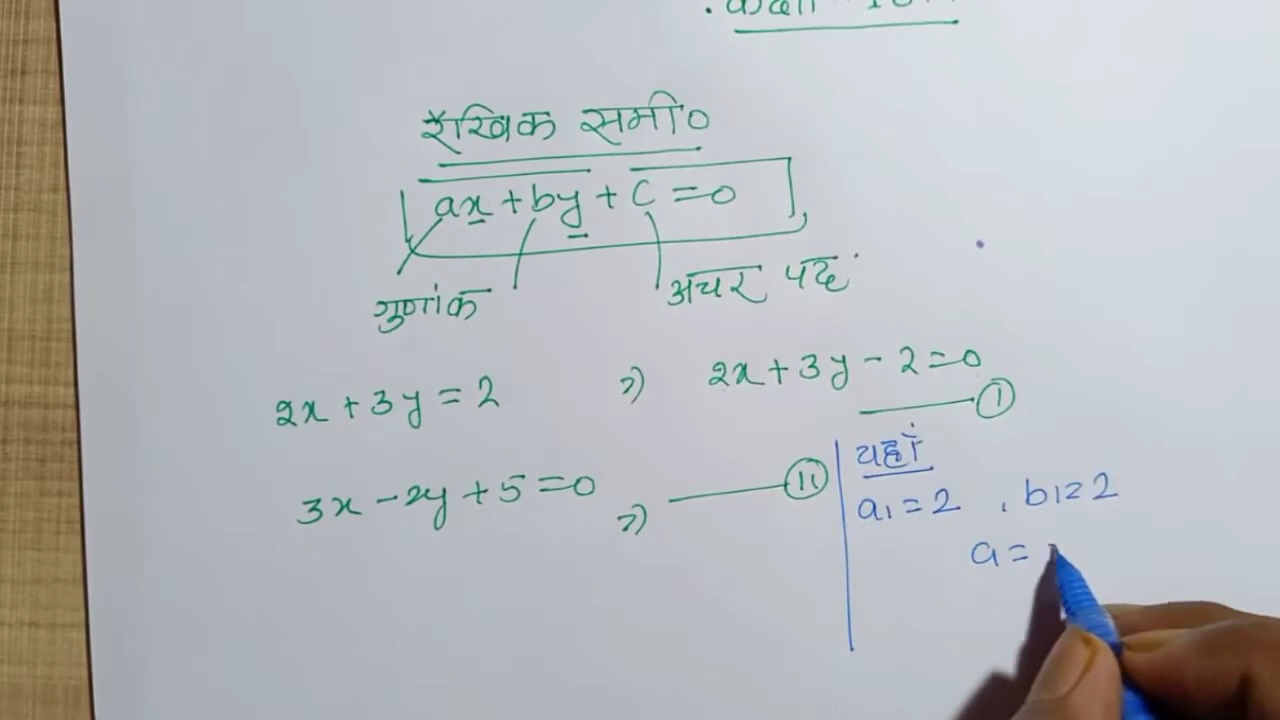 रैखिक समी०
ax + by + c = 0
गुणांक अचर पद
2x + 3y = 2 ⇒ 2x + 3y - 2 = 0
(I)
3x - 2y + 5 = 0 ⇒ (II)
यहाँ
a₁ = 2 , b₁ = 2
a =